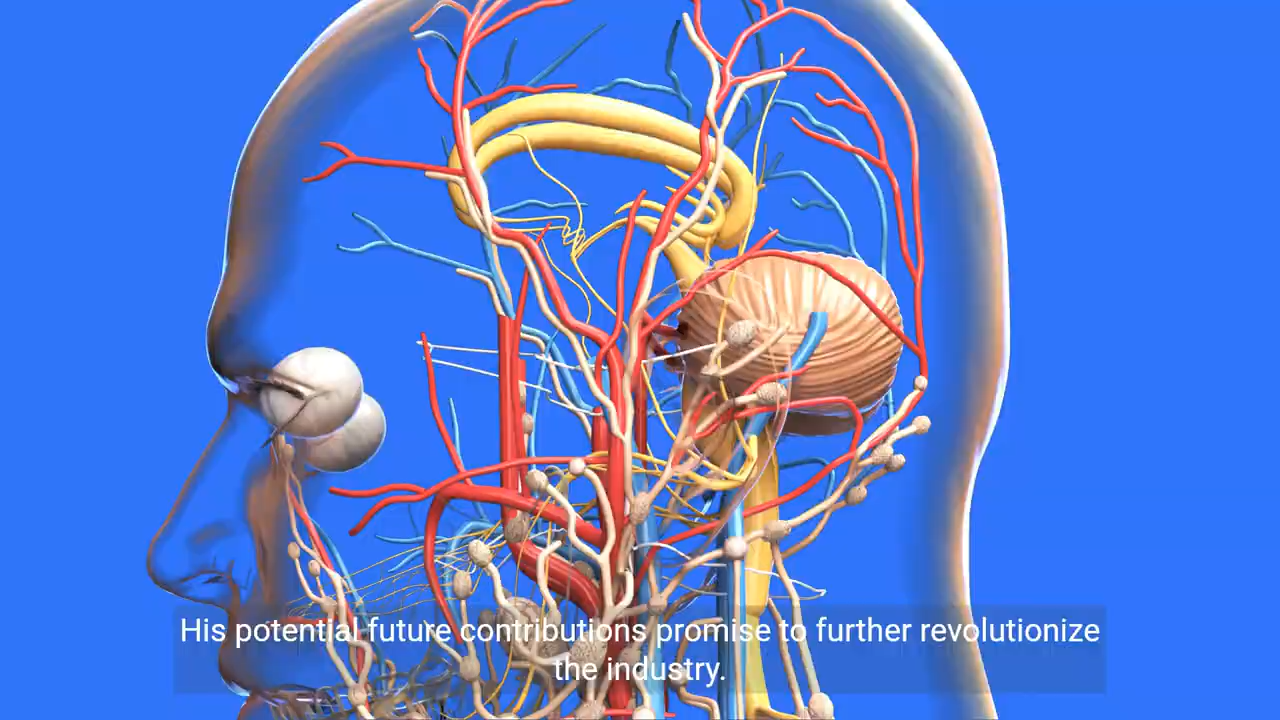 His potential future contributions promise to further revolutionize
the industry.